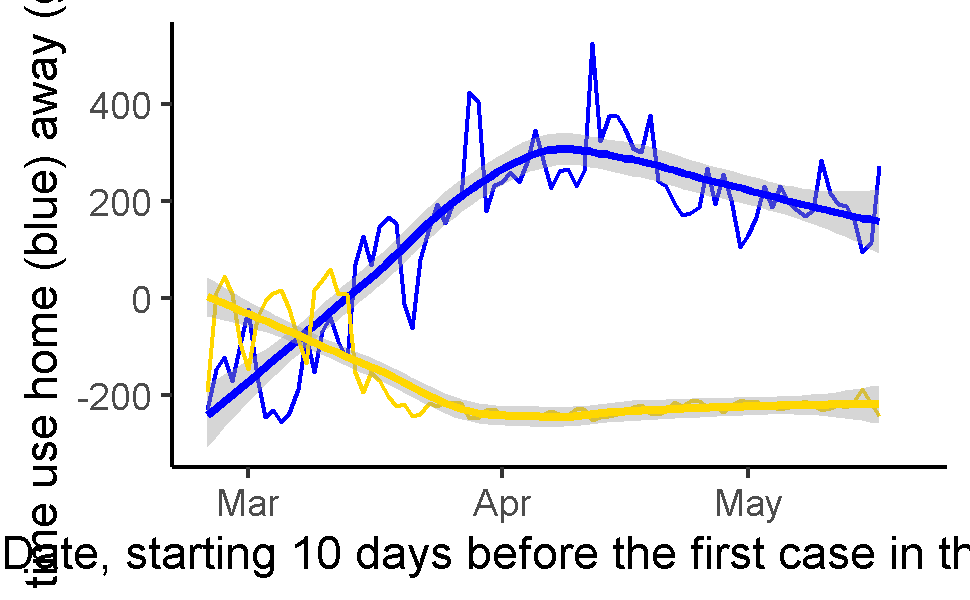 time use home (blue) away (
400
200
0
-200
Mar Apr May
Date, starting 10 days before the first case in th